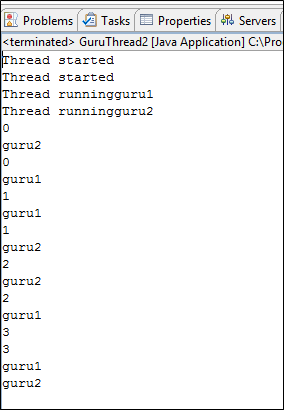 Problems Tasks Properties Servers
<terminated> GuruThread2 [Java Application] C:\Pro
Thread started
Thread started
Thread runningguru1
Thread runningguru2
0
guru2
0
guru1
1
guru1
1
guru2
2
guru2
2
guru1
3
3
guru1
guru2